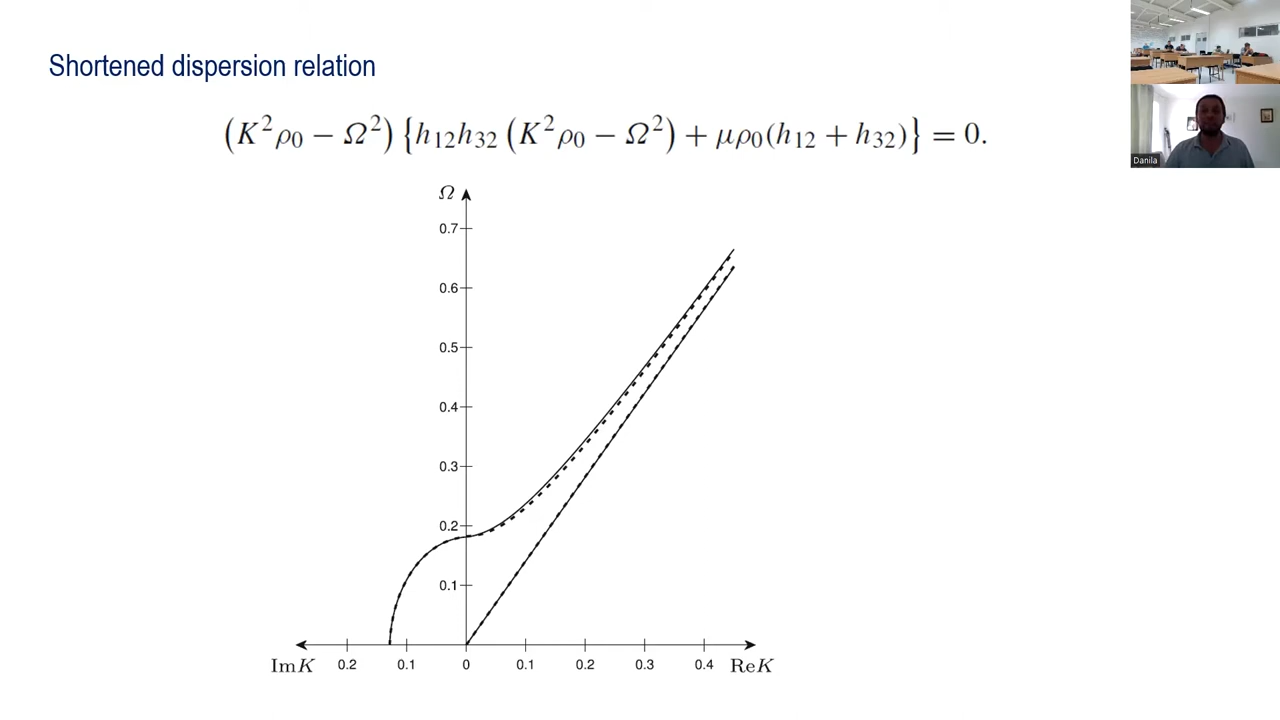 Shortened dispersion relation
(K²ρ₀ − Ω²) {h₁₂h₃₂ (K²ρ₀ − Ω²) + μρ₀(h₁₂ + h₃₂)} = 0.
Danila
Ω
0.7
0.6
0.5
0.4
0.3
0.2
0.1
ImK 0.2 0.1 0 0.1 0.2 0.3 0.4 ReK